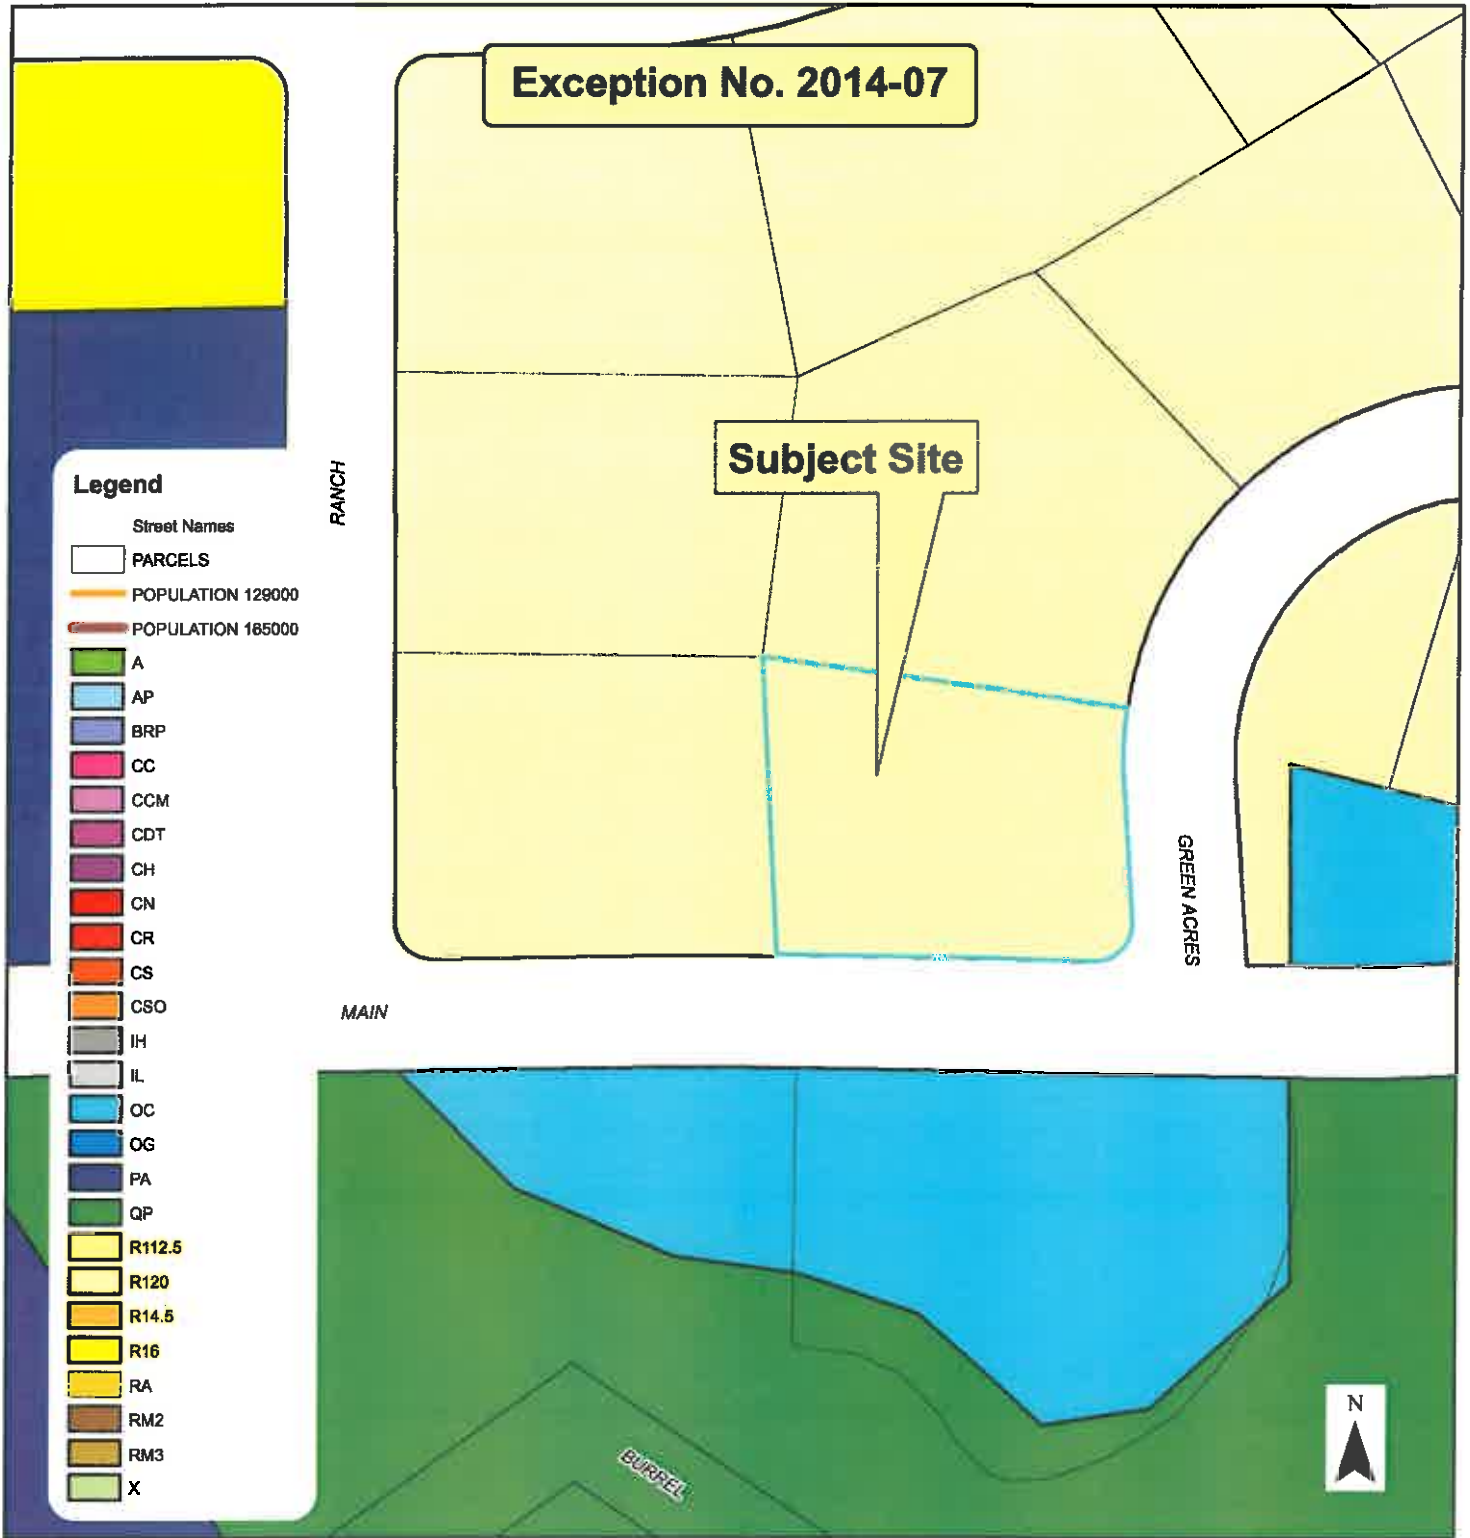 Exception No. 2014-07
Subject Site
RANCH
Legend
Street Names
PARCELS
POPULATION 129000
POPULATION 165000
A
AP
BRP
CC
CCM
CDT
CH
CN
CR
CS
CSO
IH
IL
OC
OG
PA
QP
R112.5
R120
R14.5
R16
RA
RM2
RM3
X
GREEN ACRES
MAIN
BURREL
N